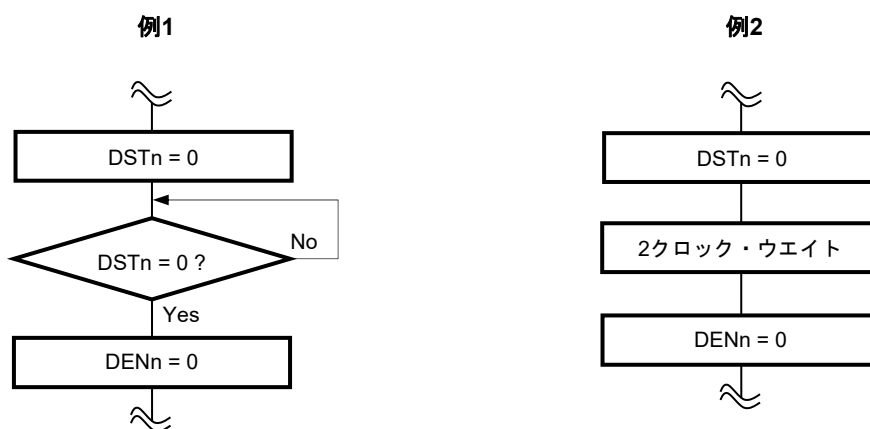 例1
DSTn = 0
DSTn = 0 ?
No
Yes
DENn = 0
例2
DSTn = 0
2クロック・ウエイト
DENn = 0